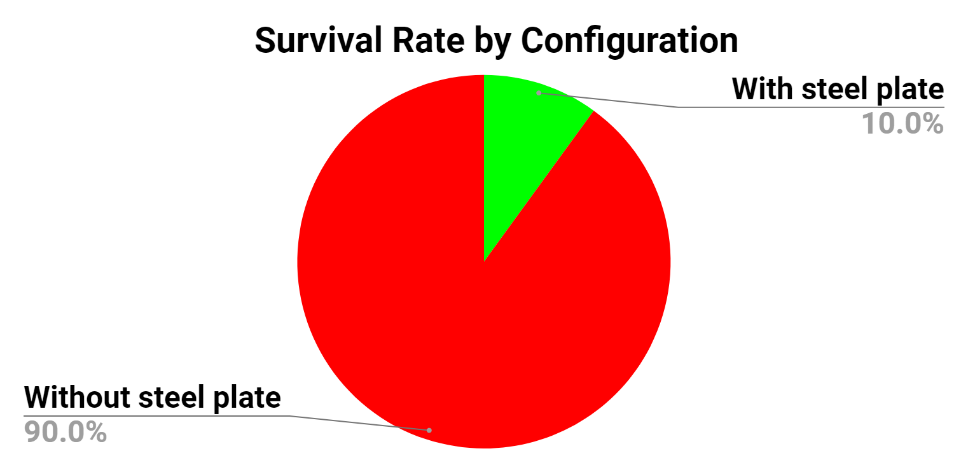 Survival Rate by Configuration
With steel plate
10.0%
Without steel plate
90.0%